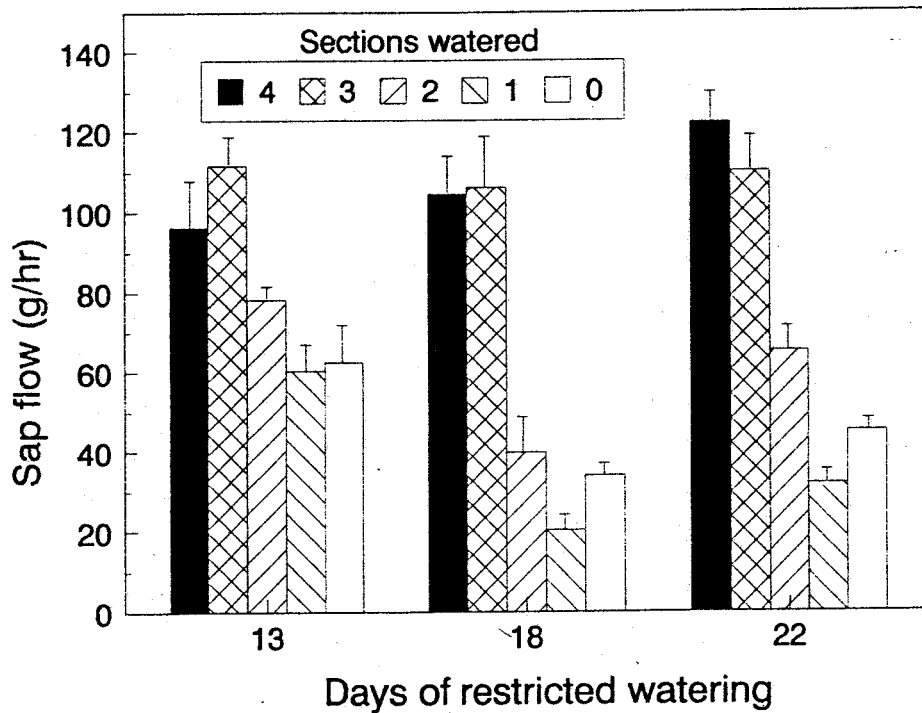 Sections watered
4 3 2 1 0
140
120
100
80
60
40
20
0
Sap flow (g/hr)
13 18 22
Days of restricted watering